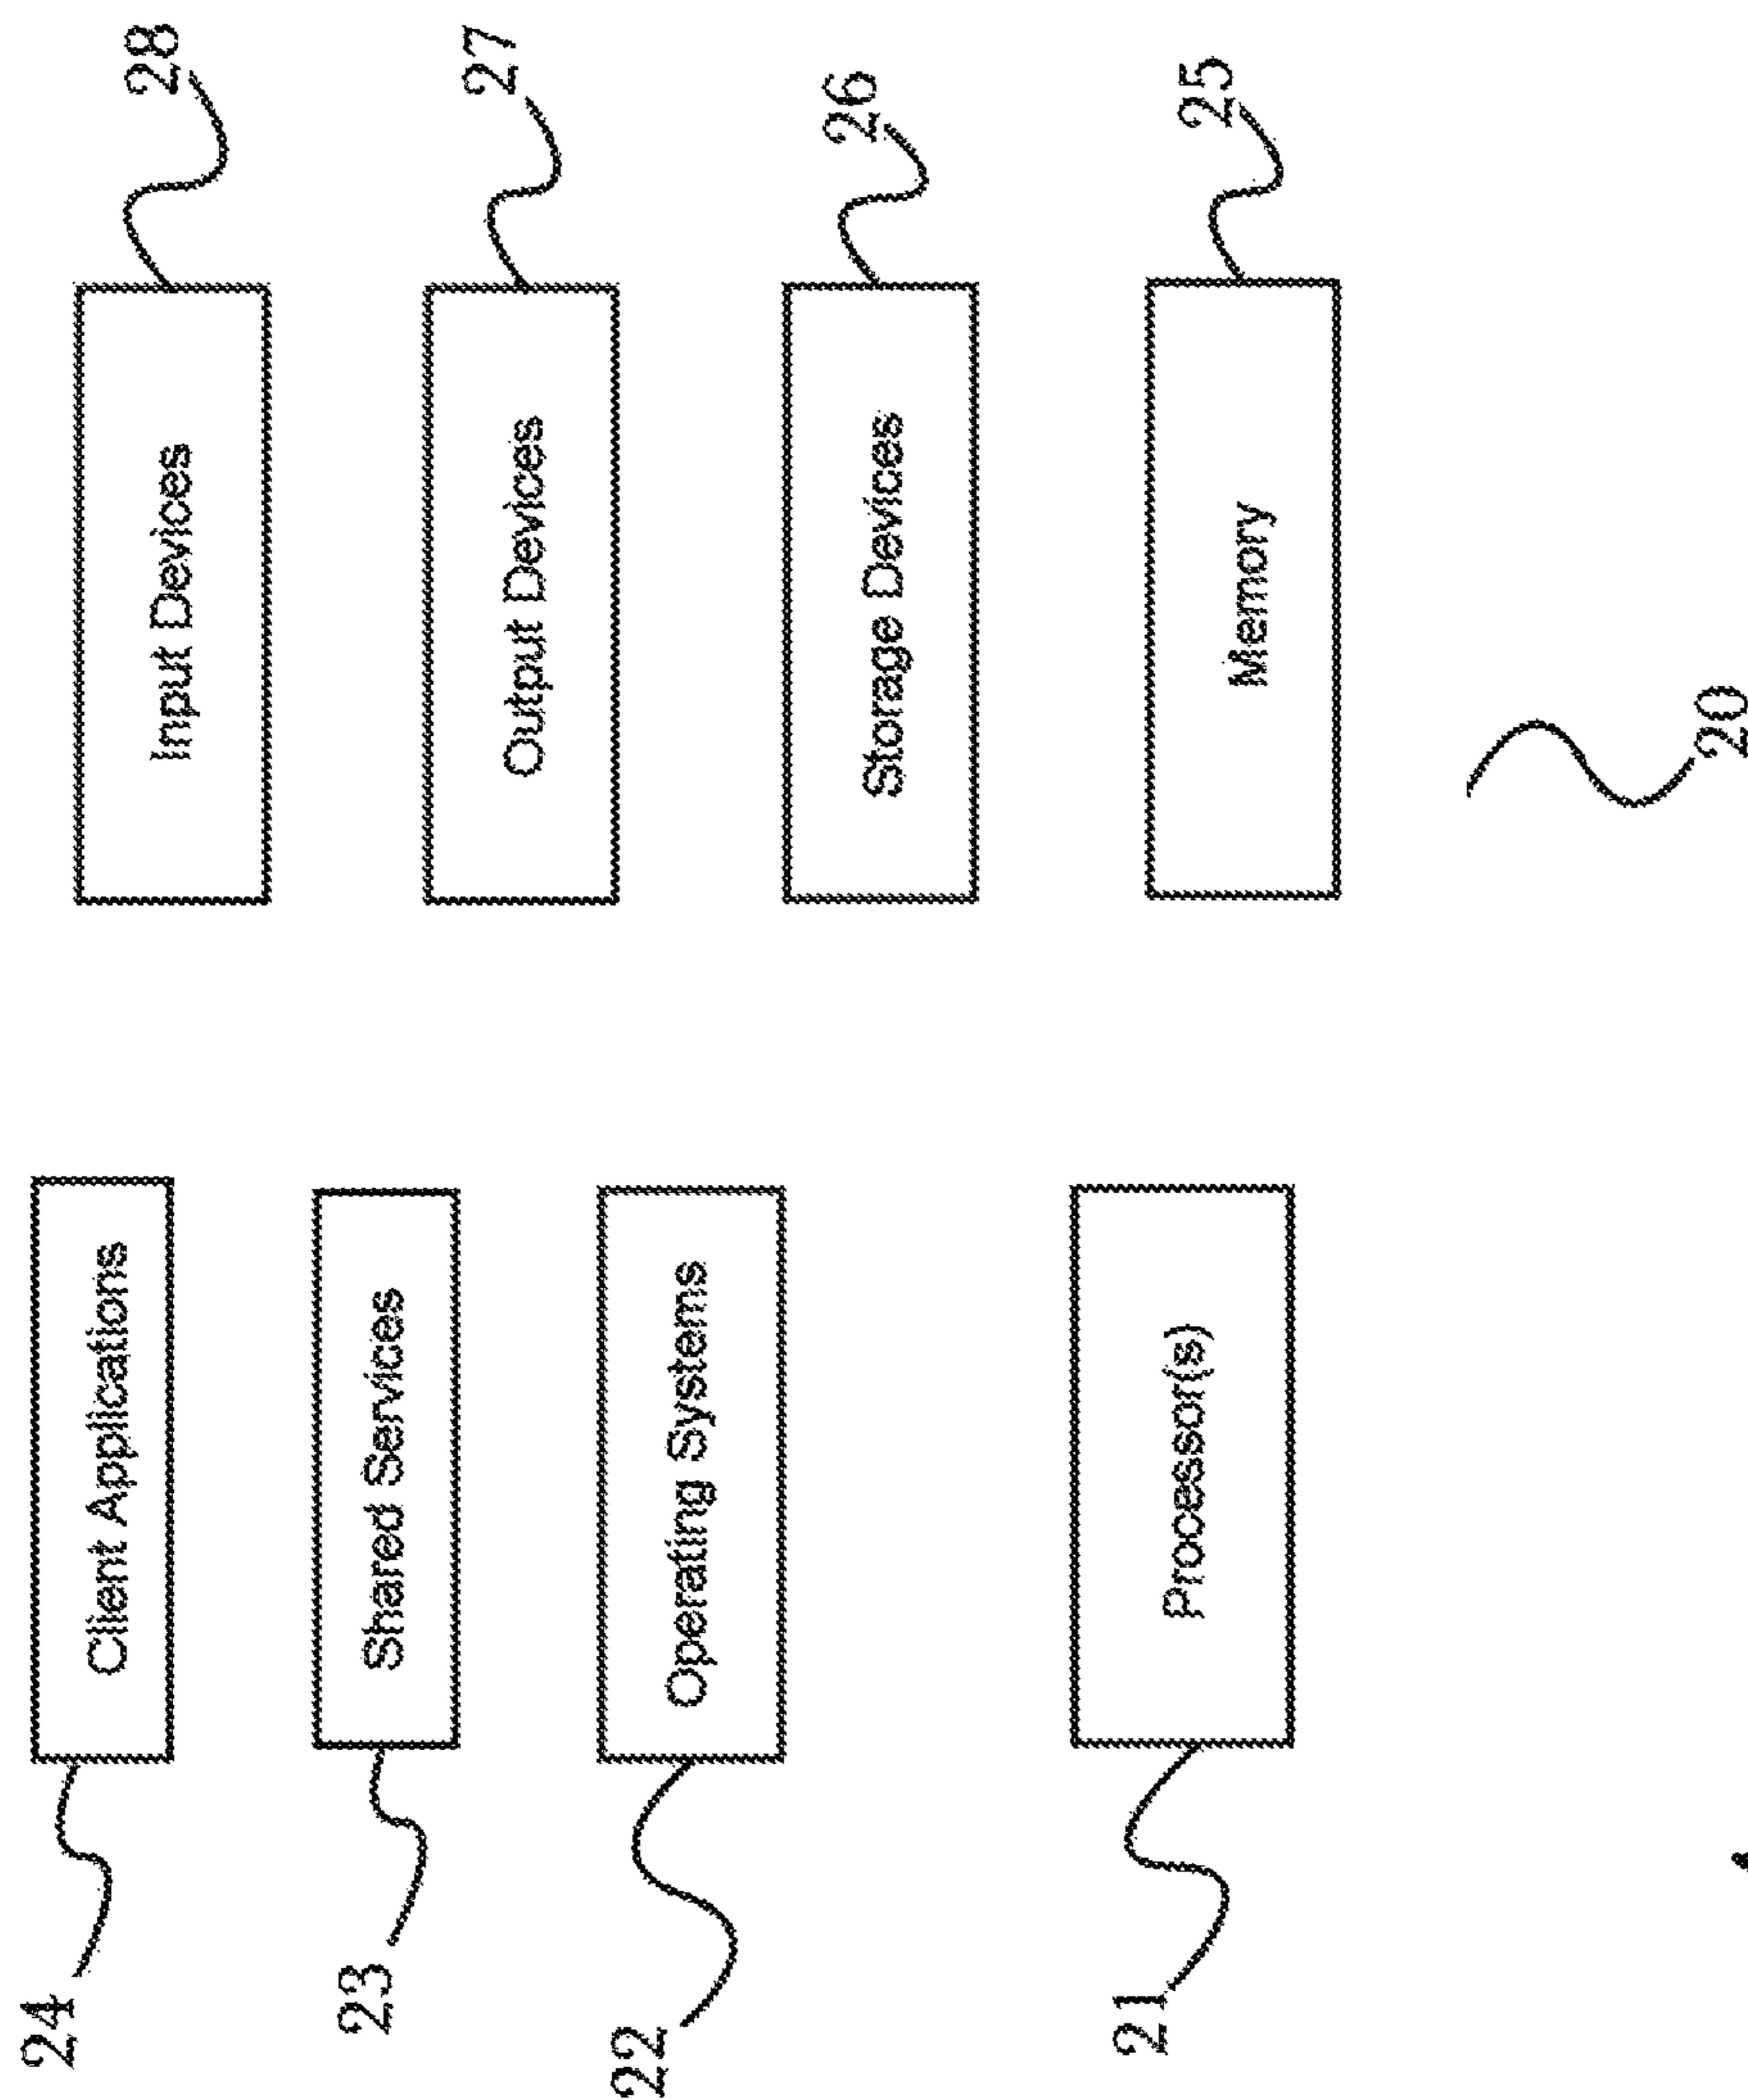 24
Client Applications
Input Devices
28
23
Shared Services
Output Devices
27
22
Operating Systems
Storage Devices
26
21
Processor(s)
Memory
25
20